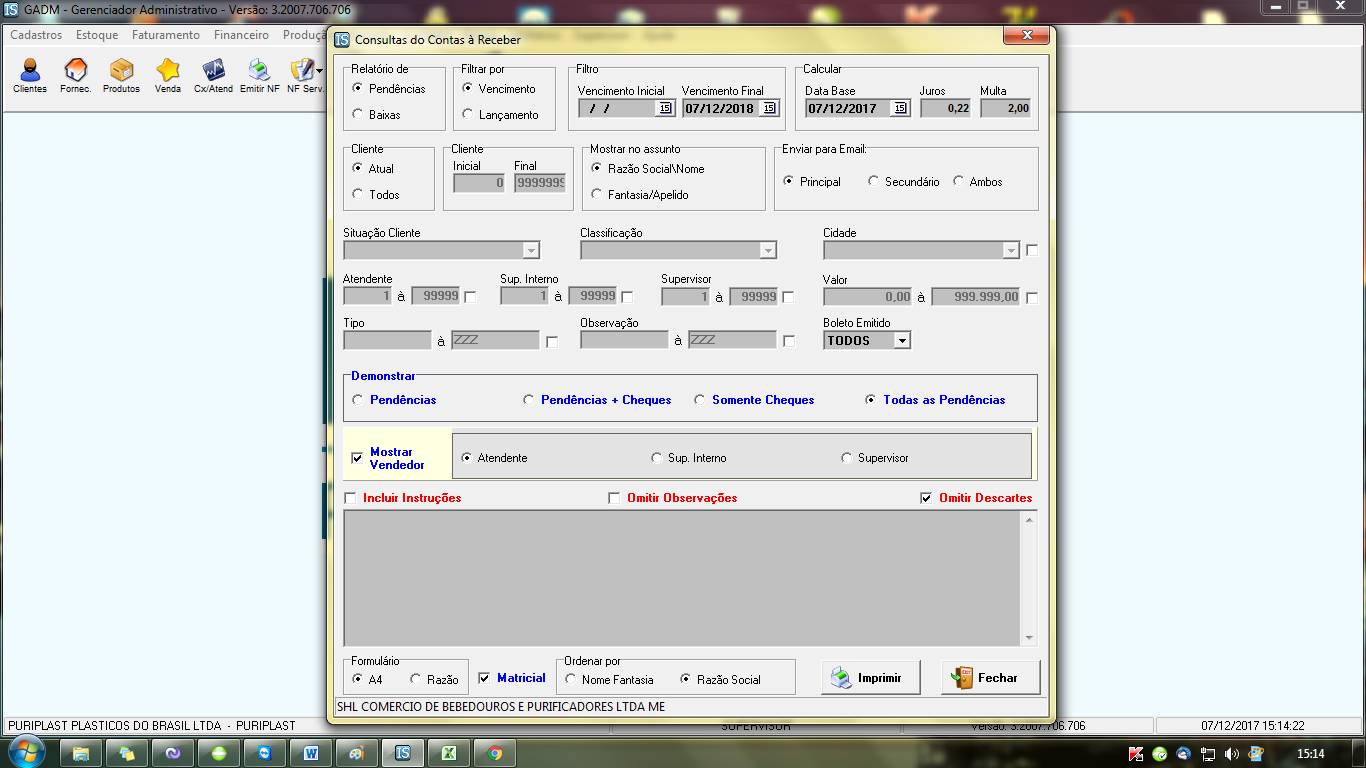 GADM - Gerenciador Administrativo - Versão: 3.2007.706.706
Cadastros Estoque Faturamento Financeiro Produçã
Clientes Fornec. Produtos Venda Cx/Atend Emitir NF NF Serv.
Consultas do Contas à Receber
Relatório de
Pendências
Baixas
Filtrar por
Vencimento
Lançamento
Filtro
Vencimento Inicial Vencimento Final
/ / 15 07/12/2018 15
Calcular
Data Base Juros Multa
07/12/2017 15 0,22 2,00
Cliente
Atual
Todos
Cliente
Inicial Final
0 9999999
Mostrar no assunto
Razão Social\Nome
Fantasia/Apelido
Enviar para Email:
Principal Secundário Ambos
Situação Cliente Classificação Cidade
Atendente Sup. Interno Supervisor Valor
1 à 99999 1 à 99999 1 à 99999 0,00 à 999.999,00
Tipo Observação Boleto Emitido
à ZZZ à ZZZ TODOS
Demonstrar
Pendências Pendências + Cheques Somente Cheques Todas as Pendências
Mostrar
Vendedor
Atendente Sup. Interno Supervisor
Incluir Instruções Omitir Observações Omitir Descartes
Formulário
A4 Razão
Matricial
Ordenar por
Nome Fantasia Razão Social
Imprimir Fechar
SHL COMERCIO DE BEBEDOUROS E PURIFICADORES LTDA ME
PURIPLAST PLASTICOS DO BRASIL LTDA - PURIPLAST SUPERVISOR Versão: 3.2007.706.706 07/12/2017 15:14:22
15:14